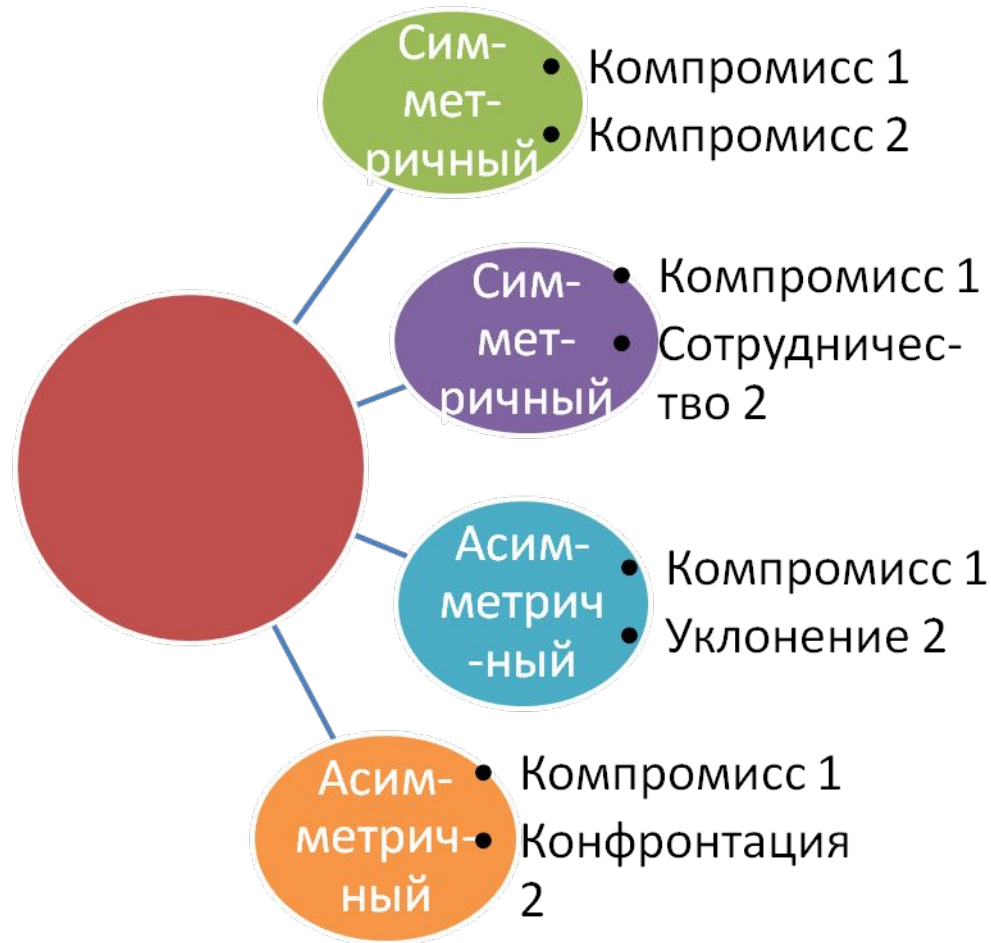 Сим-
мет-
ричный
• Компромисс 1
• Компромисс 2
Сим-
мет-
ричный
• Компромисс 1
• Сотрудничес-
тво 2
Асим-
метрич
-ный
• Компромисс 1
• Уклонение 2
Асим-
метрич-
ный
• Компромисс 1
• Конфронтация
2